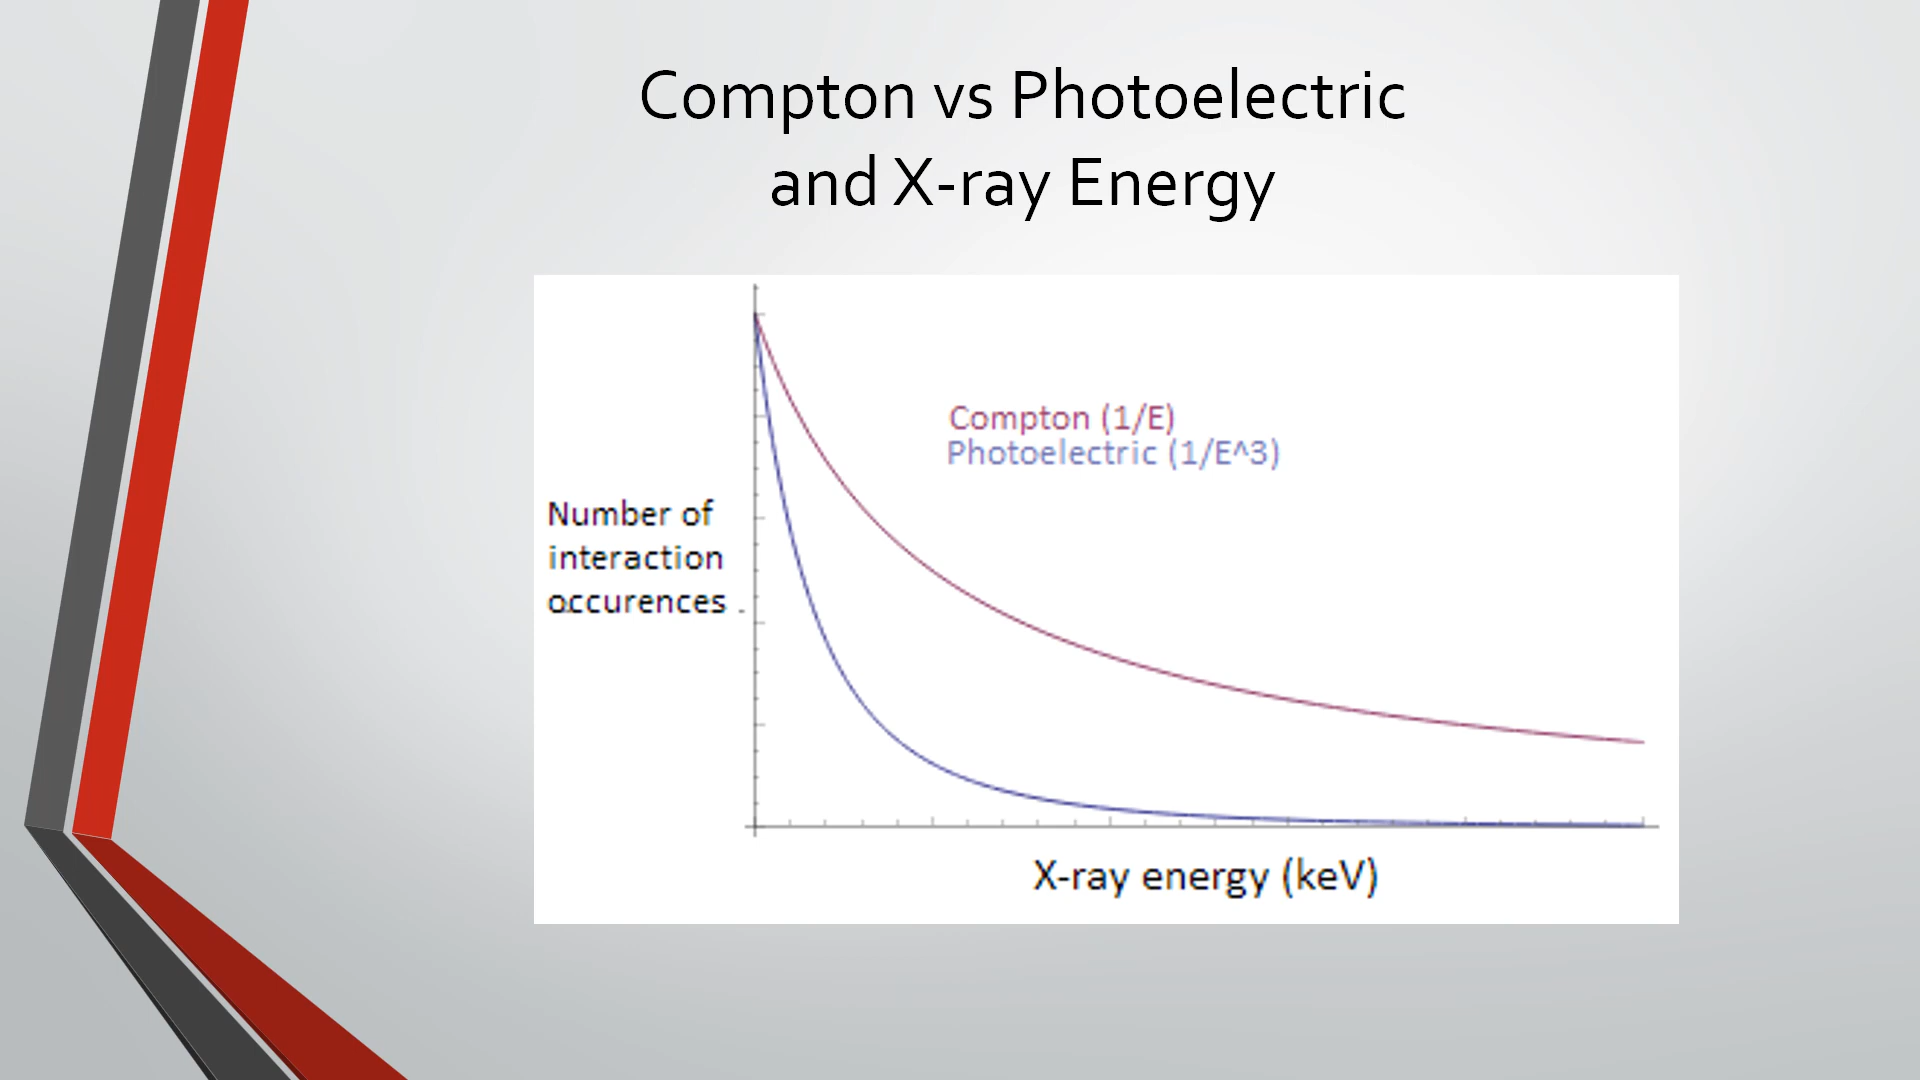 Compton vs Photoelectric
and X-ray Energy
Compton (1/E)
Photoelectric (1/E^3)
Number of
interaction
occurences
X-ray energy (keV)